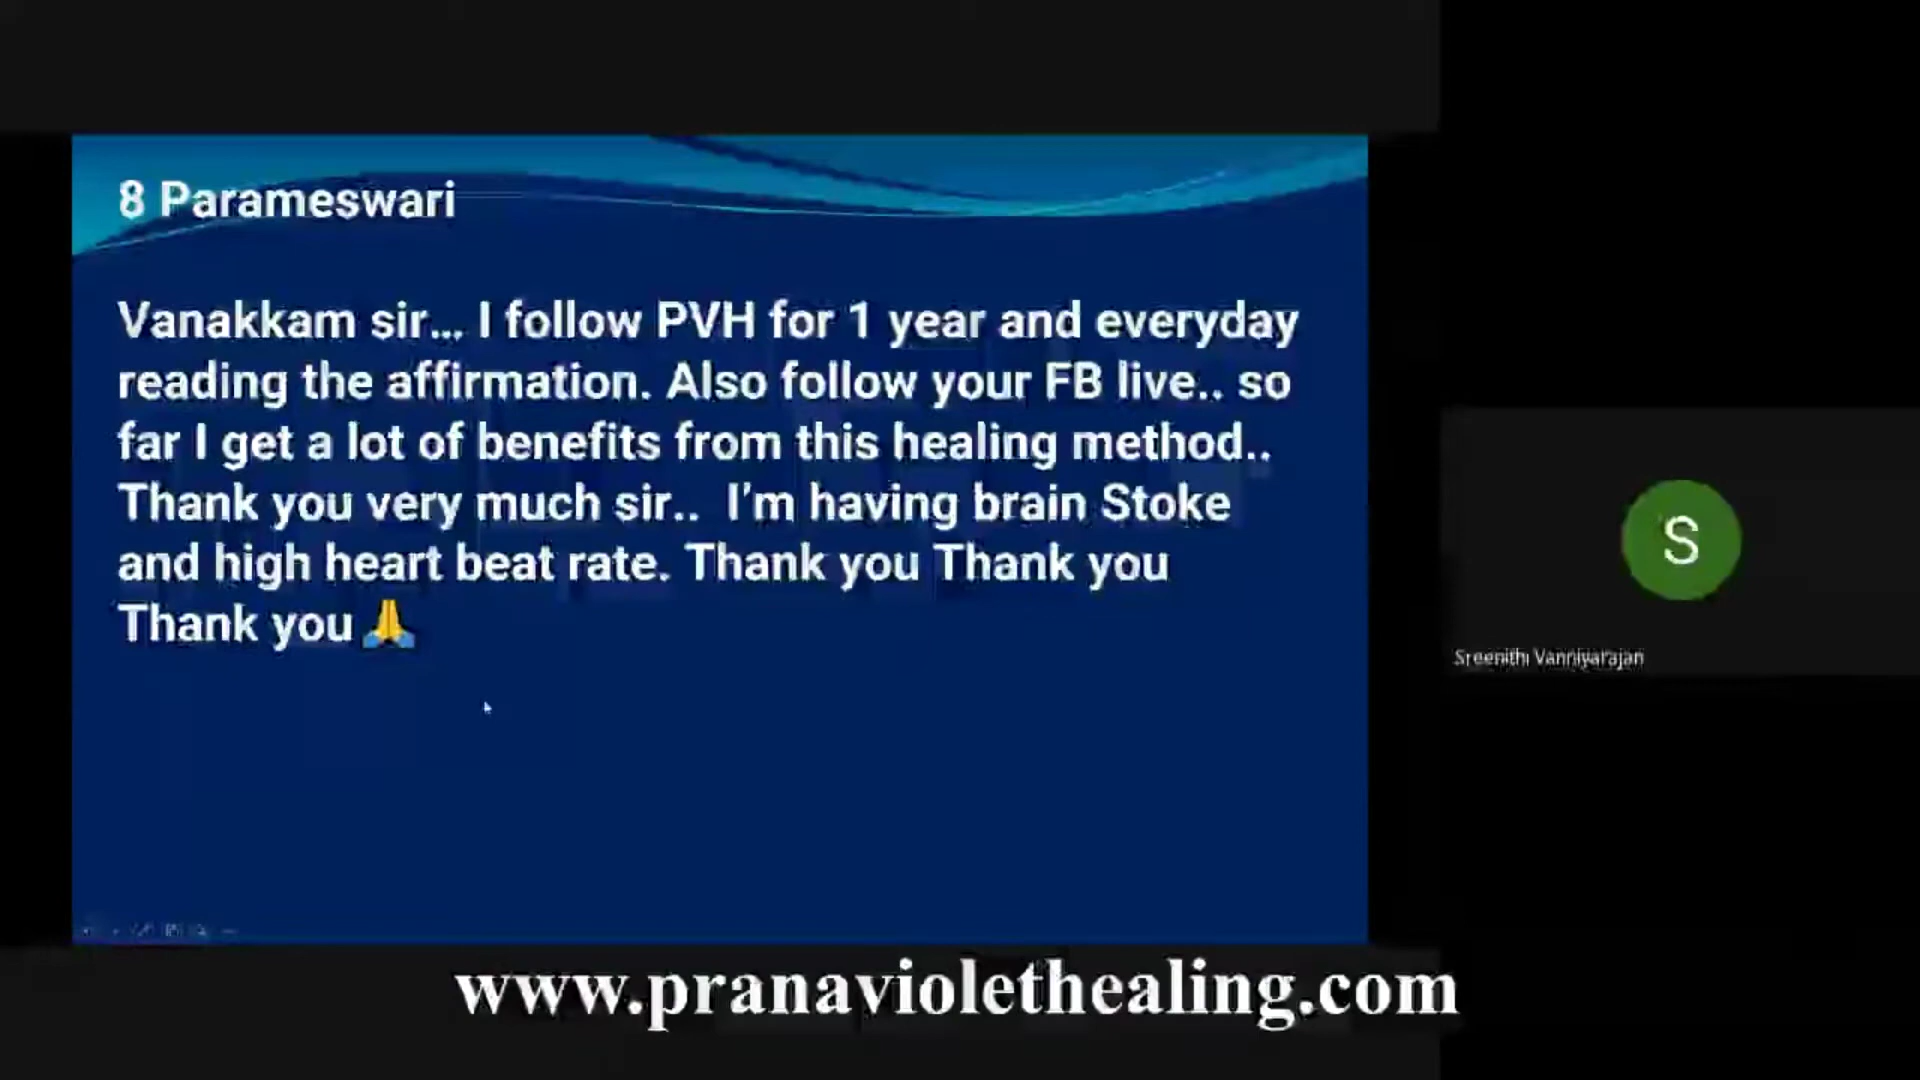 8 Parameswari
Vanakkam sir... I follow PVH for 1 year and everyday
reading the affirmation. Also follow your FB live.. so
far I get a lot of benefits from this healing method..
Thank you very much sir.. I'm having brain Stoke
and high heart beat rate. Thank you Thank you
Thank you🙏
S
Sreenithi Vanniyarajan
www.pranaviolethealing.com